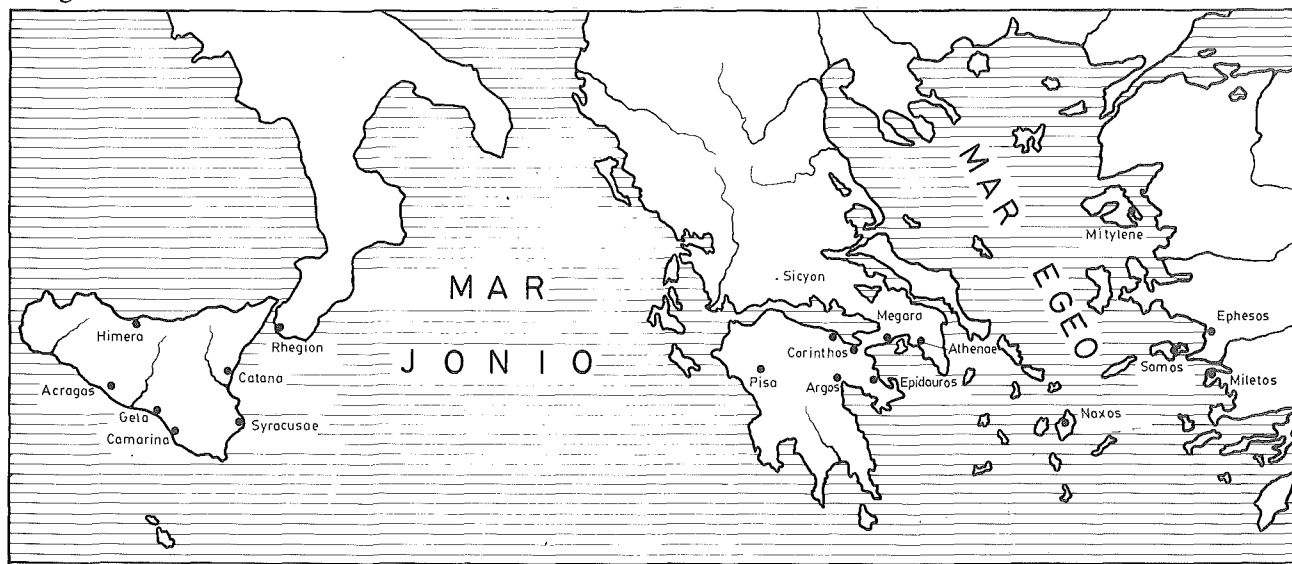 MAR JONIO
MAR EGEO
Himera
Rhegion
Acragas
Catana
Gela
Camarina
Syracusae
Sicyon
Megara
Corinthos
Athenae
Pisa
Argos
Epidauros
Mitylene
Ephesos
Samos
Miletos
Naxos